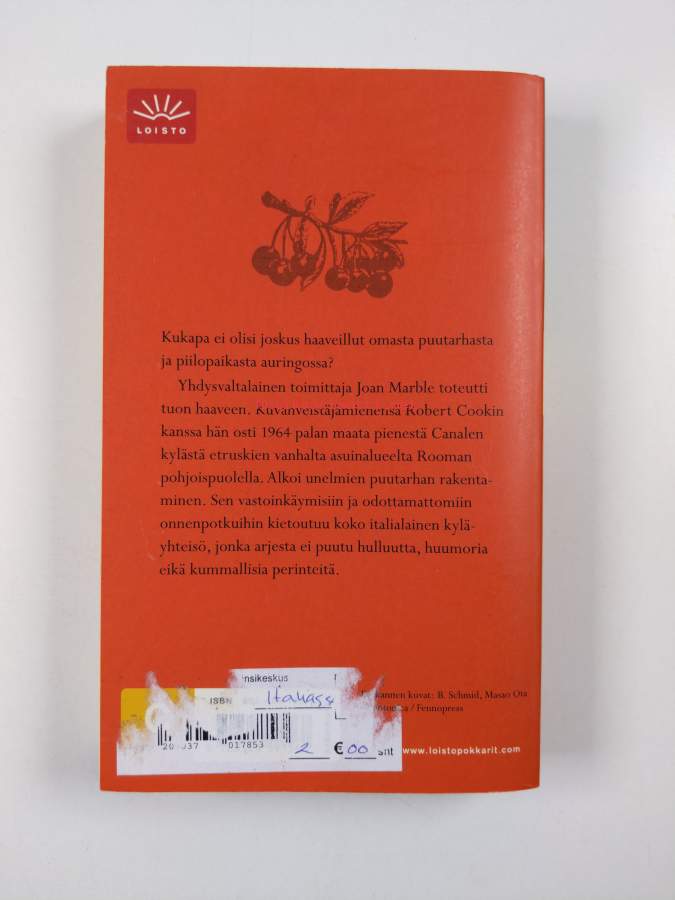 LOISTO
Kukapa ei olisi joskus haaveillut omasta puutarhasta
ja piilopaikasta auringossa?
Yhdysvaltalainen toimittaja Joan Marble toteutti
tuon haaveen. Kuvanveistäjämiehensä Robert Cookin
kanssa hän osti 1964 palan maata pienestä Canalen
kylästä etruskien vanhalta asuinalueelta Rooman
pohjoispuolella. Alkoi unelmien puutarhan rakenta-
minen. Sen vastoinkäymisiin ja odottamattomiin
onnenpotkuihin kietoutuu koko italialainen kylä-
yhteisö, jonka arjesta ei puutu hulluutta, huumoria
eikä kummallisia perinteitä.
nsikeskus
ISBN
kannen kuvat: B. Schmid, Masao Ota
/ Fennopress
017853
2 € 00
www.loistopokkarit.com